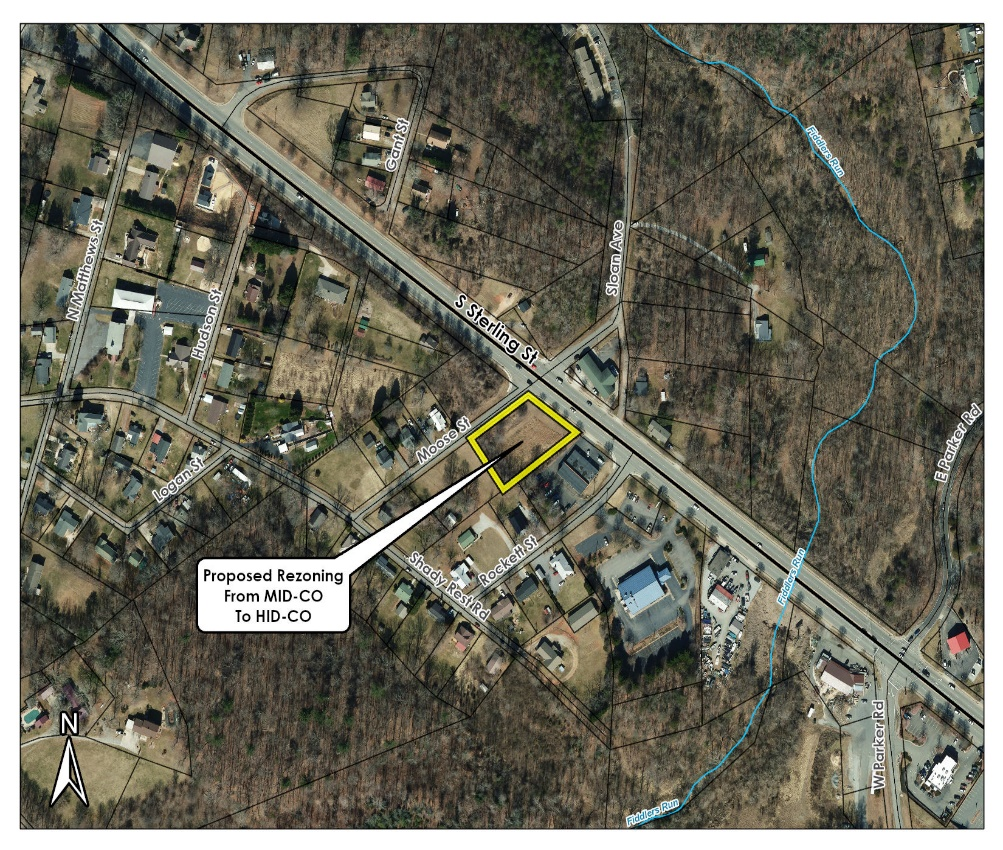 Gant St
Fiddlers Run
N Matthews St
Sloan Ave
Hudson St
S Sterling St
Moose St
E Parker Rd
Logan St
Proposed Rezoning
From MID-CO
To HID-CO
Rockett St
Shady Rest Rd
Fiddlers Run
W Parker Rd
N
Fiddlers Run